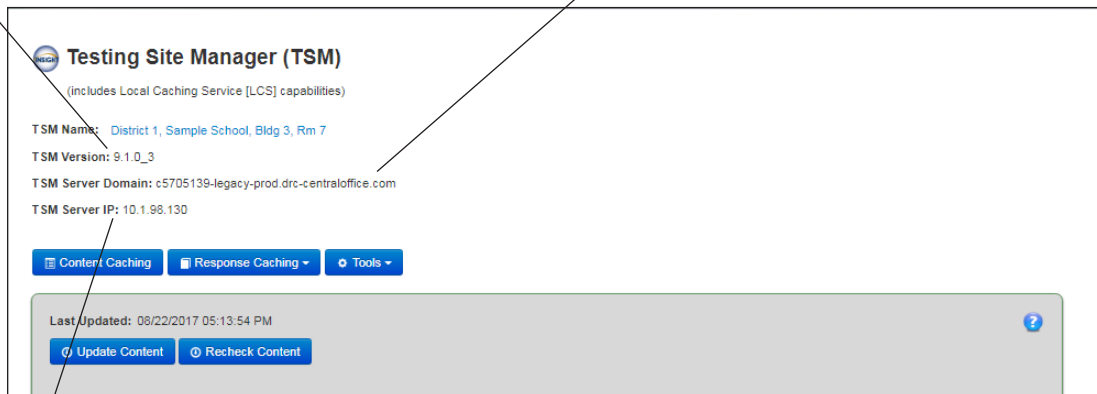 INSIGHT
Testing Site Manager (TSM)
(includes Local Caching Service [LCS] capabilities)
TSM Name: District 1, Sample School, Bldg 3, Rm 7
TSM Version: 9.1.0_3
TSM Server Domain: c5705139-legacy-prod.drc-centraloffice.com
TSM Server IP: 10.1.98.130
Content Caching Response Caching Tools
Last Updated: 08/22/2017 05:13:54 PM ?
Update Content Recheck Content